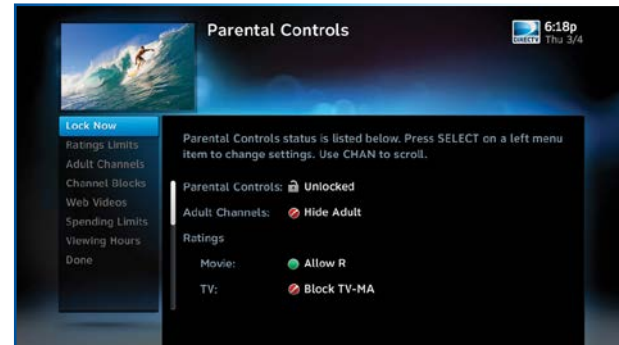 Parental Controls
6:18p
DIRECTV Thu 3/4
Lock Now
Ratings Limits
Adult Channels
Channel Blocks
Web Videos
Spending Limits
Viewing Hours
Done
Parental Controls status is listed below. Press SELECT on a left menu
item to change settings. Use CHAN to scroll.
Parental Controls: Unlocked
Adult Channels: Hide Adult
Ratings
Movie: Allow R
TV: Block TV-MA